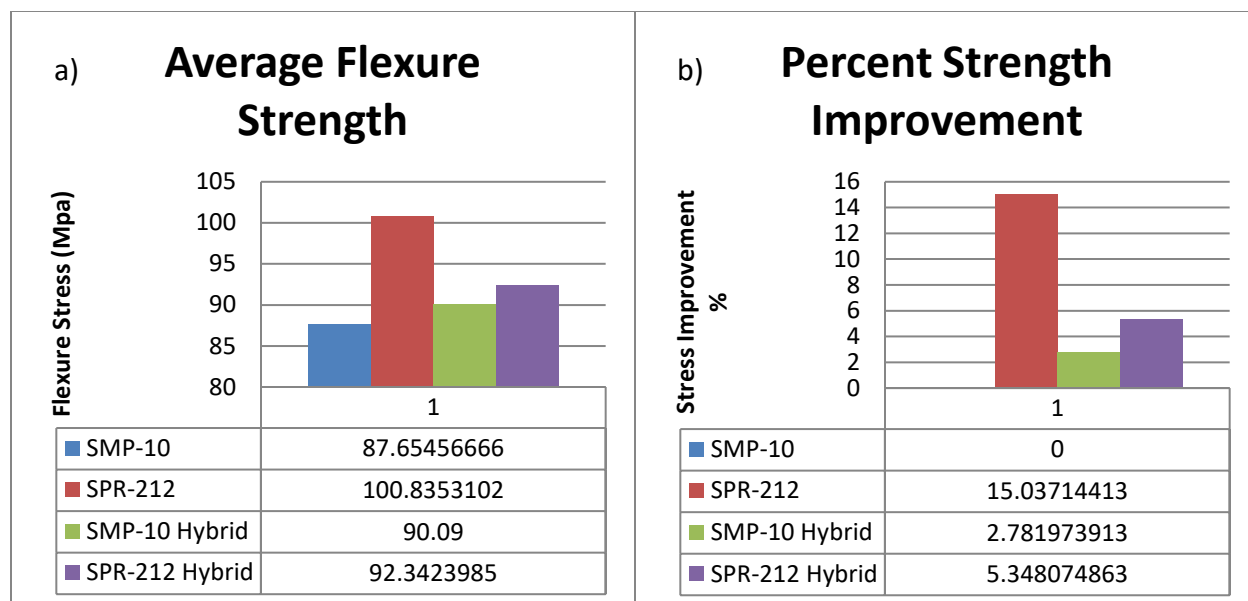 a)
Average Flexure
Strength
Flexure Stress (Mpa)
105
100
95
90
85
80
1
SMP-10 87.65456666
SPR-212 100.8353102
SMP-10 Hybrid 90.09
SPR-212 Hybrid 92.3423985
b)
Percent Strength
Improvement
Stress Improvement
%
16
14
12
10
8
6
4
2
0
1
SMP-10 0
SPR-212 15.03714413
SMP-10 Hybrid 2.781973913
SPR-212 Hybrid 5.348074863